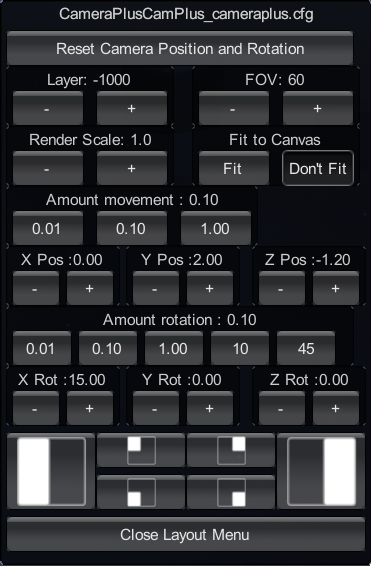 CameraPlusCamPlus_cameraplus.cfg
Reset Camera Position and Rotation
Layer: -1000 FOV: 60
- + - +
Render Scale: 1.0 Fit to Canvas
- + Fit Don't Fit
Amount movement : 0.10
0.01 0.10 1.00
X Pos :0.00 Y Pos :2.00 Z Pos :-1.20
- + - + - +
Amount rotation : 0.10
0.01 0.10 1.00 10 45
X Rot :15.00 Y Rot :0.00 Z Rot :0.00
- + - + - +
Close Layout Menu